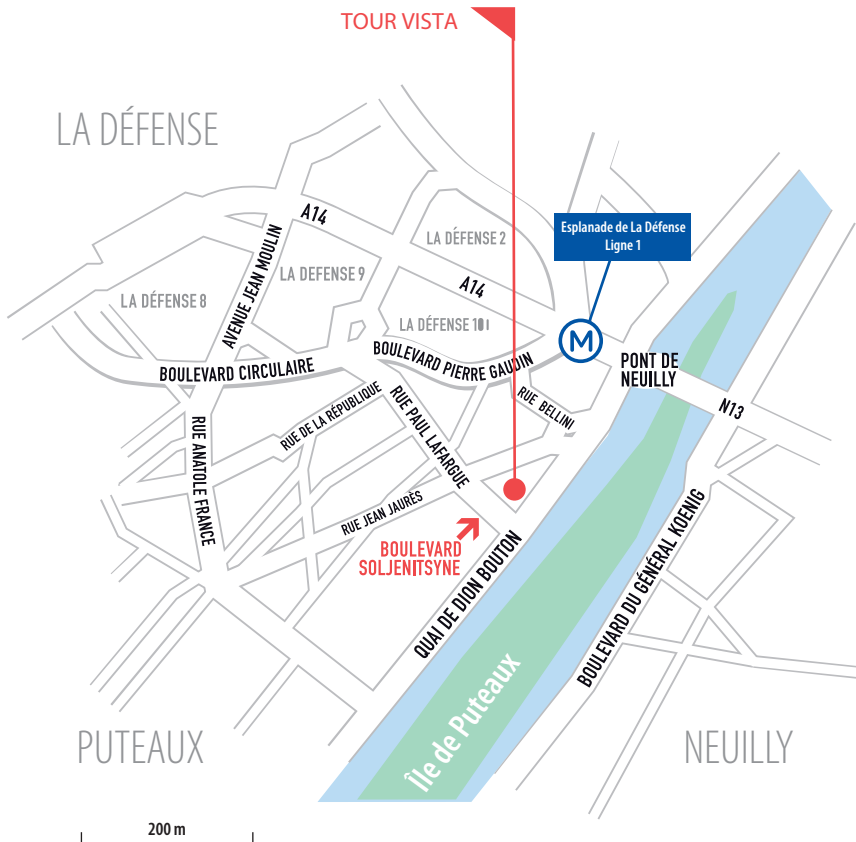 TOUR VISTA
LA DÉFENSE
A14
Esplanade de La Défense
Ligne 1
LA DÉFENSE 2
AVENUE JEAN MOULIN
LA DEFENSE 9
A14
LA DÉFENSE 8
LA DÉFENSE 10
BOULEVARD CIRCULAIRE
BOULEVARD PIERRE GAUDIN
M
PONT DE
NEUILLY
N13
RUE DE LA RÉPUBLIQUE
RUE PAUL LAFARGUE
RUE BELLINI
RUE ANATOLE FRANCE
RUE JEAN JAURÈS
BOULEVARD
SOLJENITSYNE
QUAI DE DION BOUTON
BOULEVARD DU GÉNÉRAL KOENIG
Île de Puteaux
PUTEAUX
NEUILLY
200 m